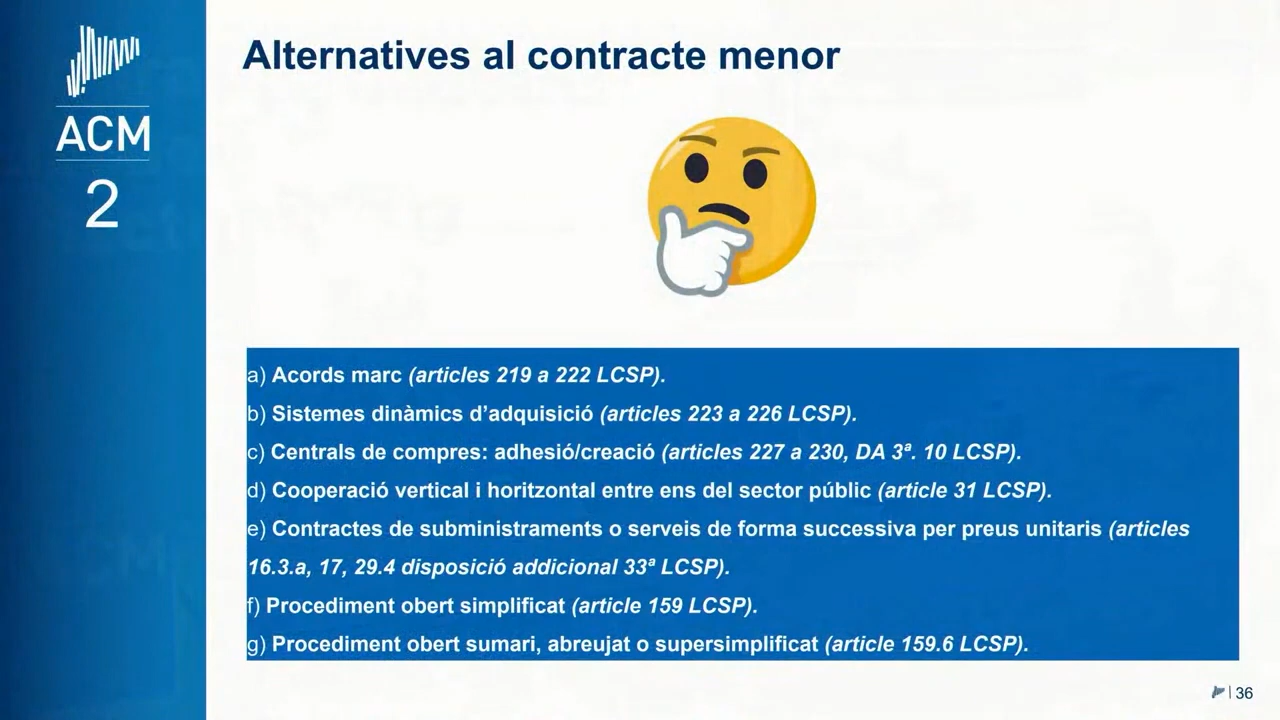 ACM
2
Alternatives al contracte menor
a) Acords marc (articles 219 a 222 LCSP).
b) Sistemes dinàmics d’adquisició (articles 223 a 226 LCSP).
c) Centrals de compres: adhesió/creació (articles 227 a 230, DA 3ª. 10 LCSP).
d) Cooperació vertical i horitzontal entre ens del sector públic (article 31 LCSP).
e) Contractes de subministraments o serveis de forma successiva per preus unitaris (articles
16.3.a, 17, 29.4 disposició addicional 33ª LCSP).
f) Procediment obert simplificat (article 159 LCSP).
g) Procediment obert sumari, abreujat o supersimplificat (article 159.6 LCSP).
36